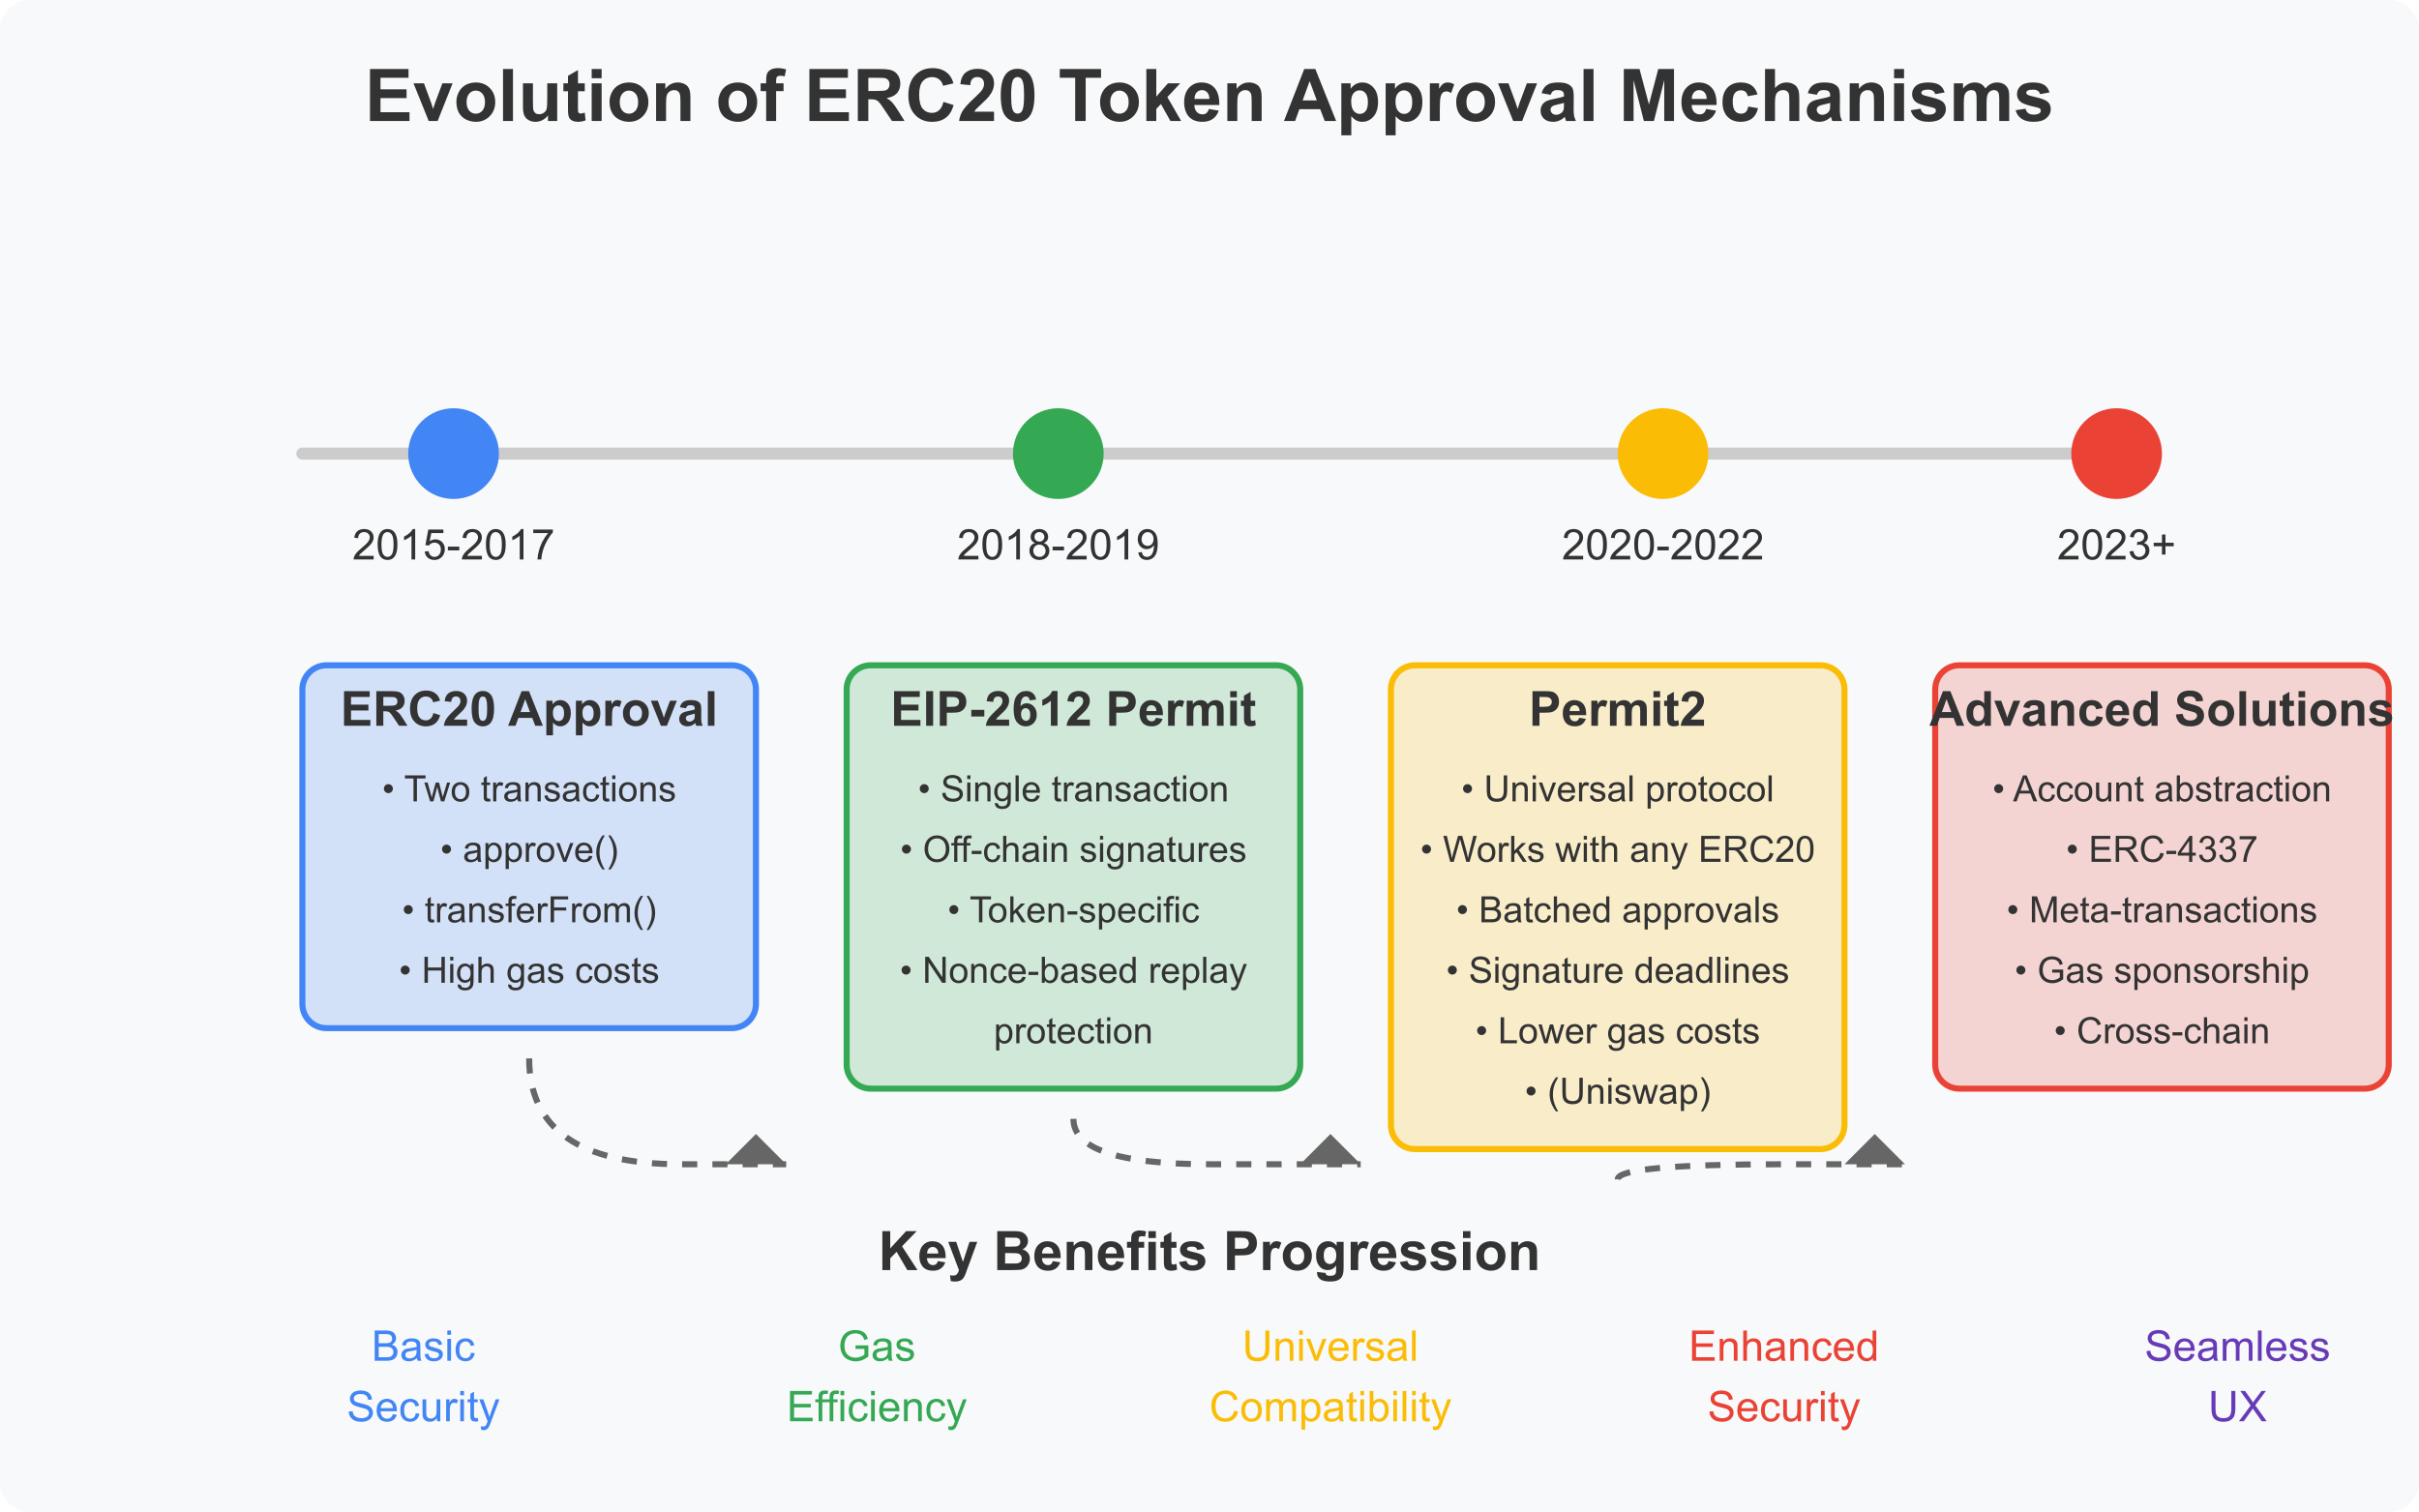 Evolution of ERC20 Token Approval Mechanisms
2015-2017
2018-2019
2020-2022
2023+
ERC20 Approval
• Two transactions
• approve()
• transferFrom()
• High gas costs
EIP-2612 Permit
• Single transaction
• Off-chain signatures
• Token-specific
• Nonce-based replay
protection
Permit2
• Universal protocol
• Works with any ERC20
• Batched approvals
• Signature deadlines
• Lower gas costs
• (Uniswap)
Advanced Solutions
• Account abstraction
• ERC-4337
• Meta-transactions
• Gas sponsorship
• Cross-chain
Key Benefits Progression
Basic
Security
Gas
Efficiency
Universal
Compatibility
Enhanced
Security
Seamless
UX